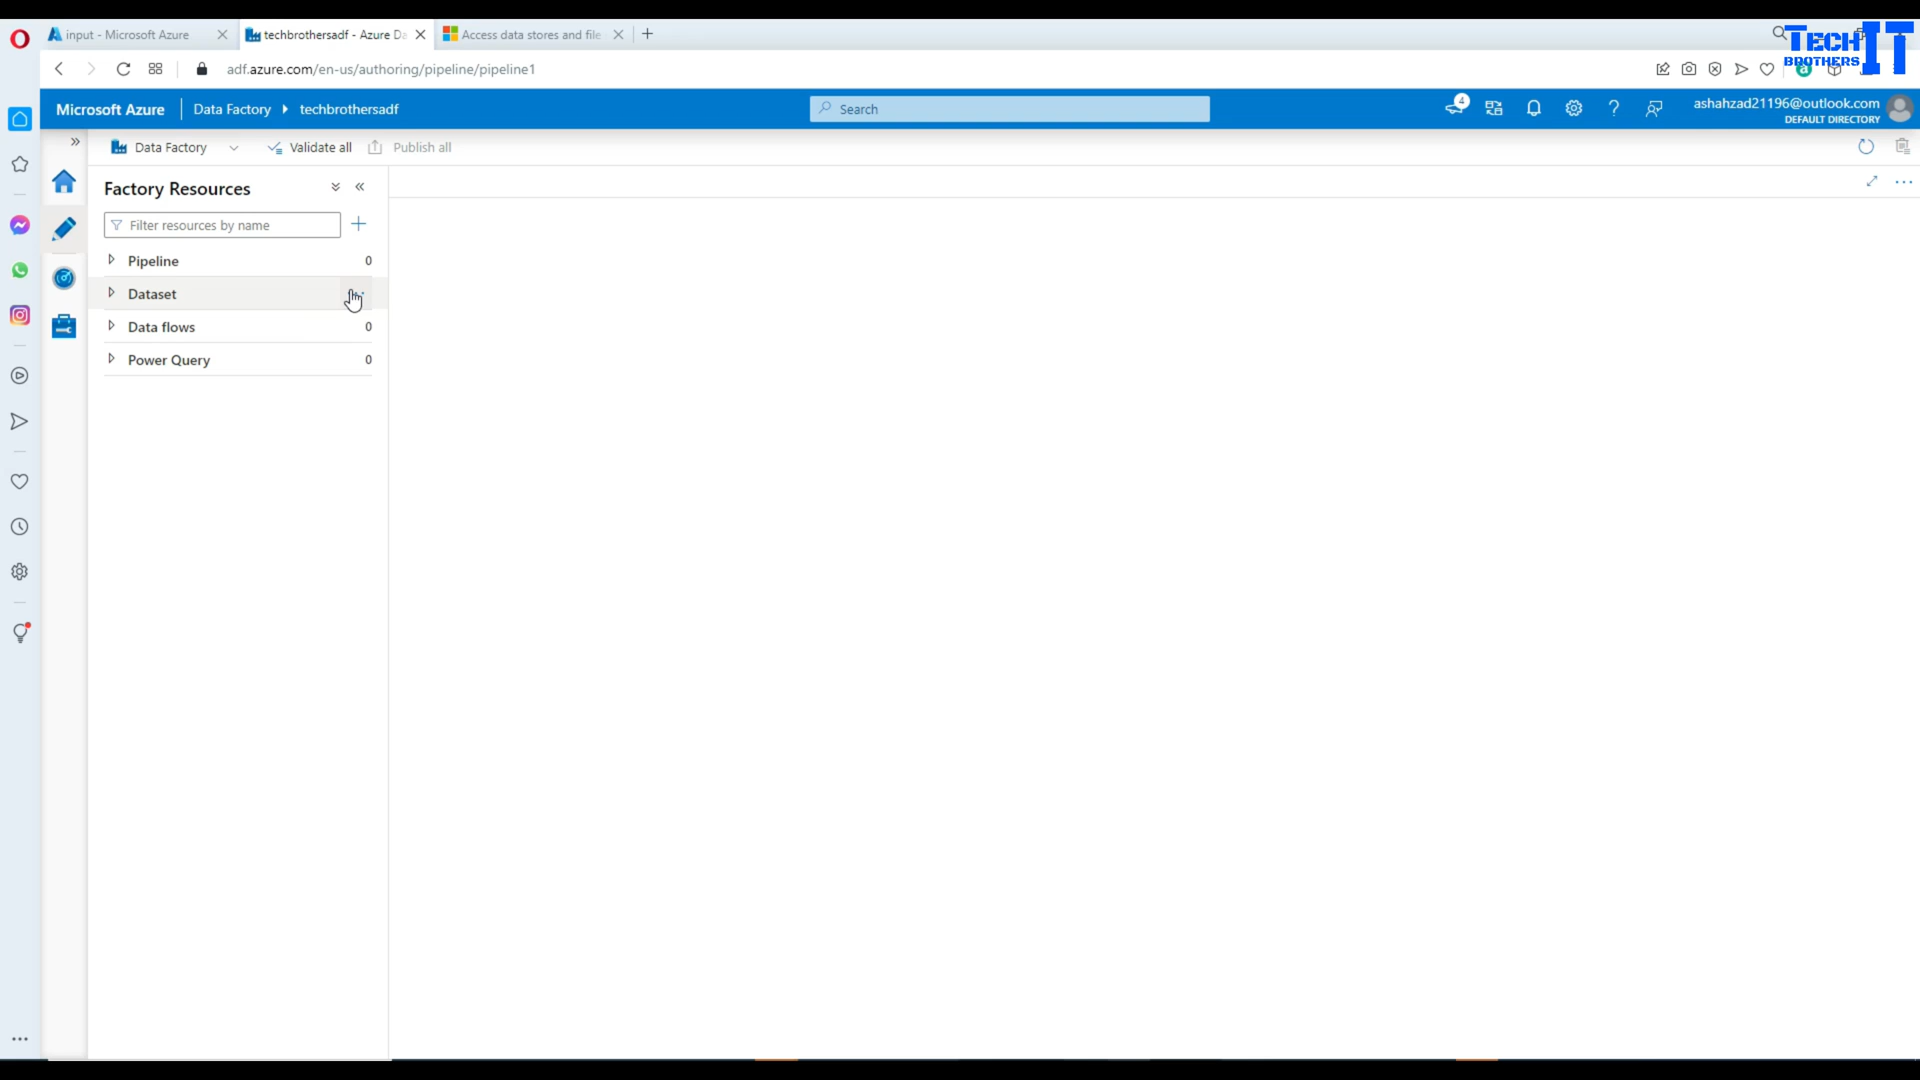 input - Microsoft Azure
techbrothersadf - Azure Da
Access data stores and file
TECH IT
BROTHERS
adf.azure.com/en-us/authoring/pipeline/pipeline1
Microsoft Azure
Data Factory
techbrothersadf
Search
4
ashahzad21196@outlook.com
DEFAULT DIRECTORY
Data Factory
Validate all
Publish all
Factory Resources
Filter resources by name
Pipeline 0
Dataset
Data flows 0
Power Query 0